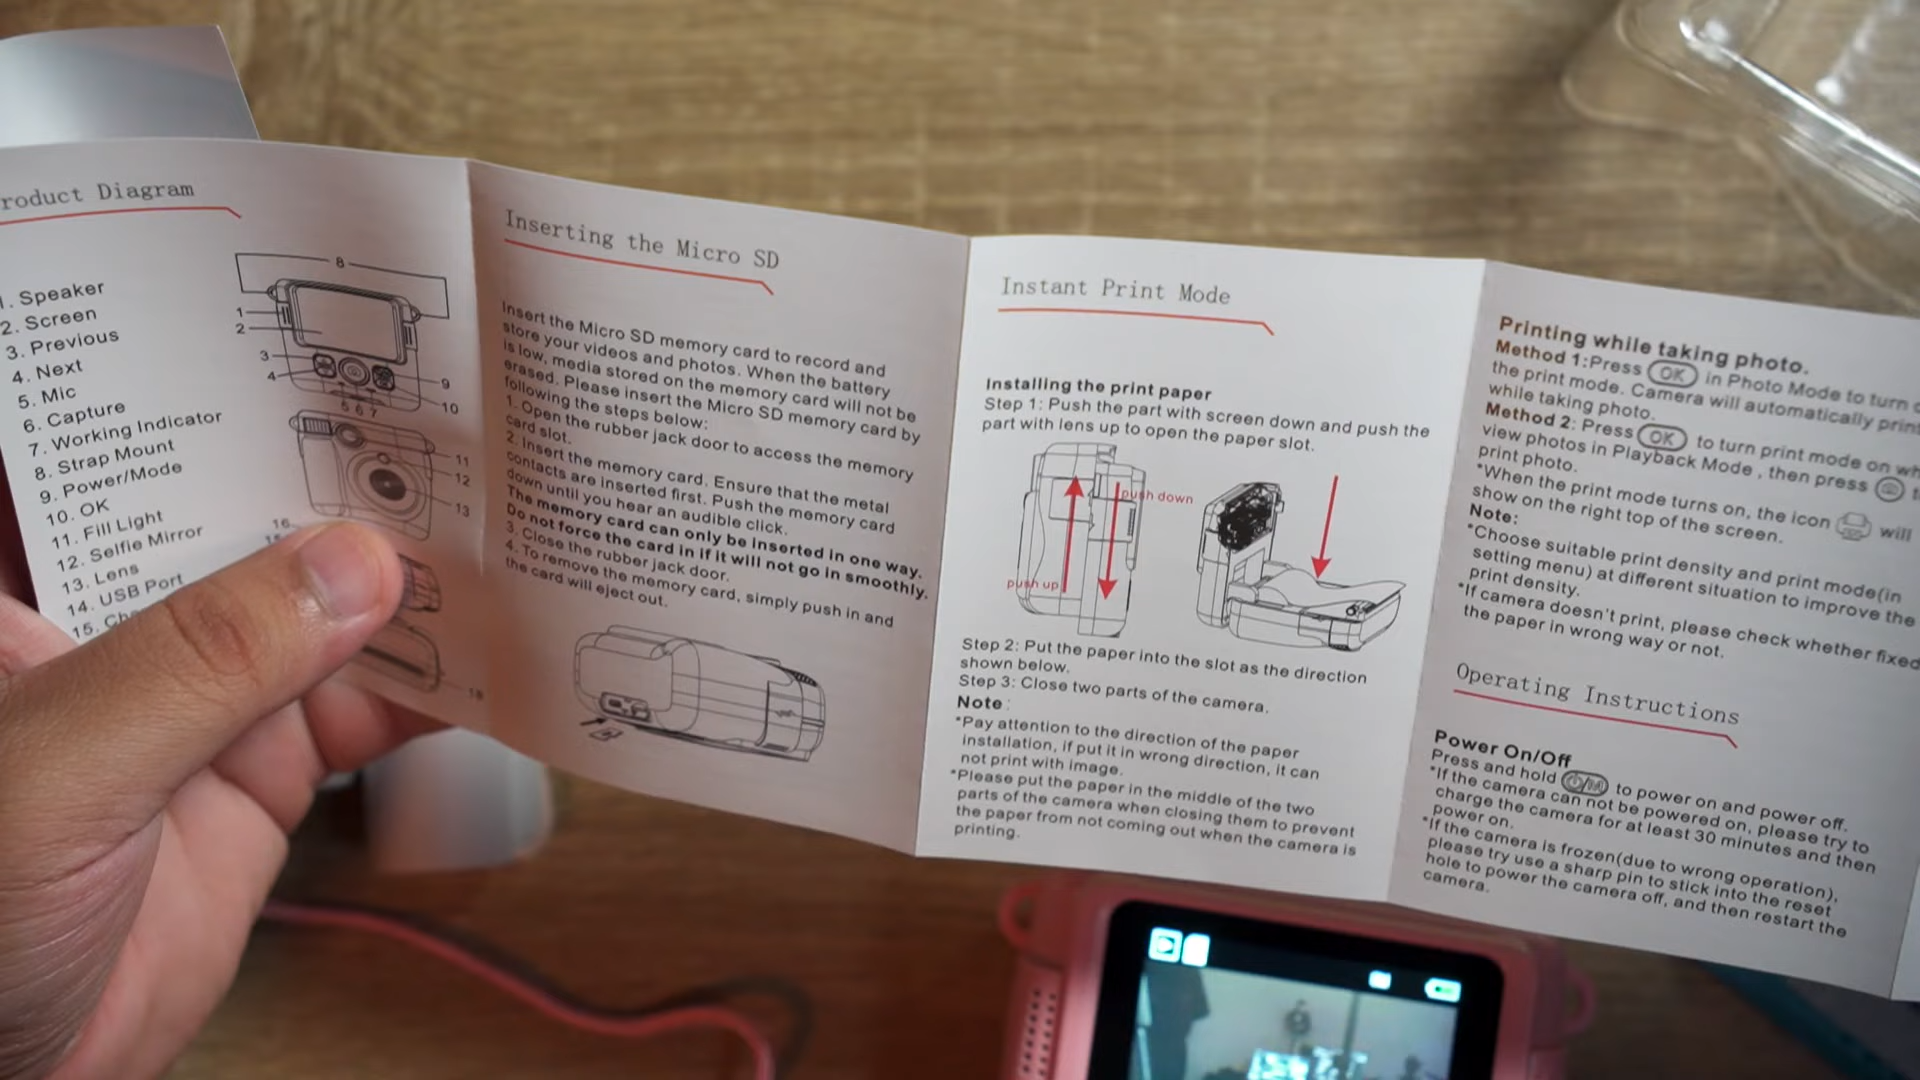 roduct Diagram
1. Speaker
2. Screen
3. Previous
4. Next
5. Mic
6. Capture
7. Working Indicator
8. Strap Mount
9. Power/Mode
10. OK
11. Fill Light
12. Selfie Mirror
13. Lens
14. USB Port
15. Ch
8
1
2
3
4
5 6 7
9
10
11
12
13
16
Inserting the Micro SD
Insert the Micro SD memory card to record and
store your videos and photos. When the battery
is low, media stored on the memory card will not be
erased. Please insert the Micro SD memory card by
following the steps below:
1. Open the rubber jack door to access the memory
card slot.
2. Insert the memory card. Ensure that the metal
contacts are inserted first. Push the memory card
down until you hear an audible click.
The memory card can only be inserted in one way.
Do not force the card in if it will not go in smoothly.
3. Close the rubber jack door.
4. To remove the memory card, simply push in and
the card will eject out.
Instant Print Mode
Installing the print paper
Step 1: Push the part with screen down and push the
part with lens up to open the paper slot.
push down
push up
Step 2: Put the paper into the slot as the direction
shown below.
Step 3: Close two parts of the camera.
Note:
*Pay attention to the direction of the paper
installation, if put it in wrong direction, it can
not print with image.
*Please put the paper in the middle of the two
parts of the camera when closing them to prevent
the paper from not coming out when the camera is
printing.
Printing while taking photo.
Method 1:Press OK in Photo Mode to turn
the print mode. Camera will automatically print
while taking photo.
Method 2: Press OK to turn print mode on
view photos in Playback Mode , then press
print photo.
*When the print mode turns on, the icon will
show on the right top of the screen.
Note:
*Choose suitable print density and print mode(in
setting menu) at different situation to improve the
print density.
*If camera doesn't print, please check whether fixed
the paper in wrong way or not.
Operating Instructions
Power On/Off
Press and hold /M to power on and power off.
*If the camera can not be powered on, please try to
charge the camera for at least 30 minutes and then
power on.
*If the camera is frozen(due to wrong operation),
please try use a sharp pin to stick into the reset
hole to power the camera off, and then restart the
camera.